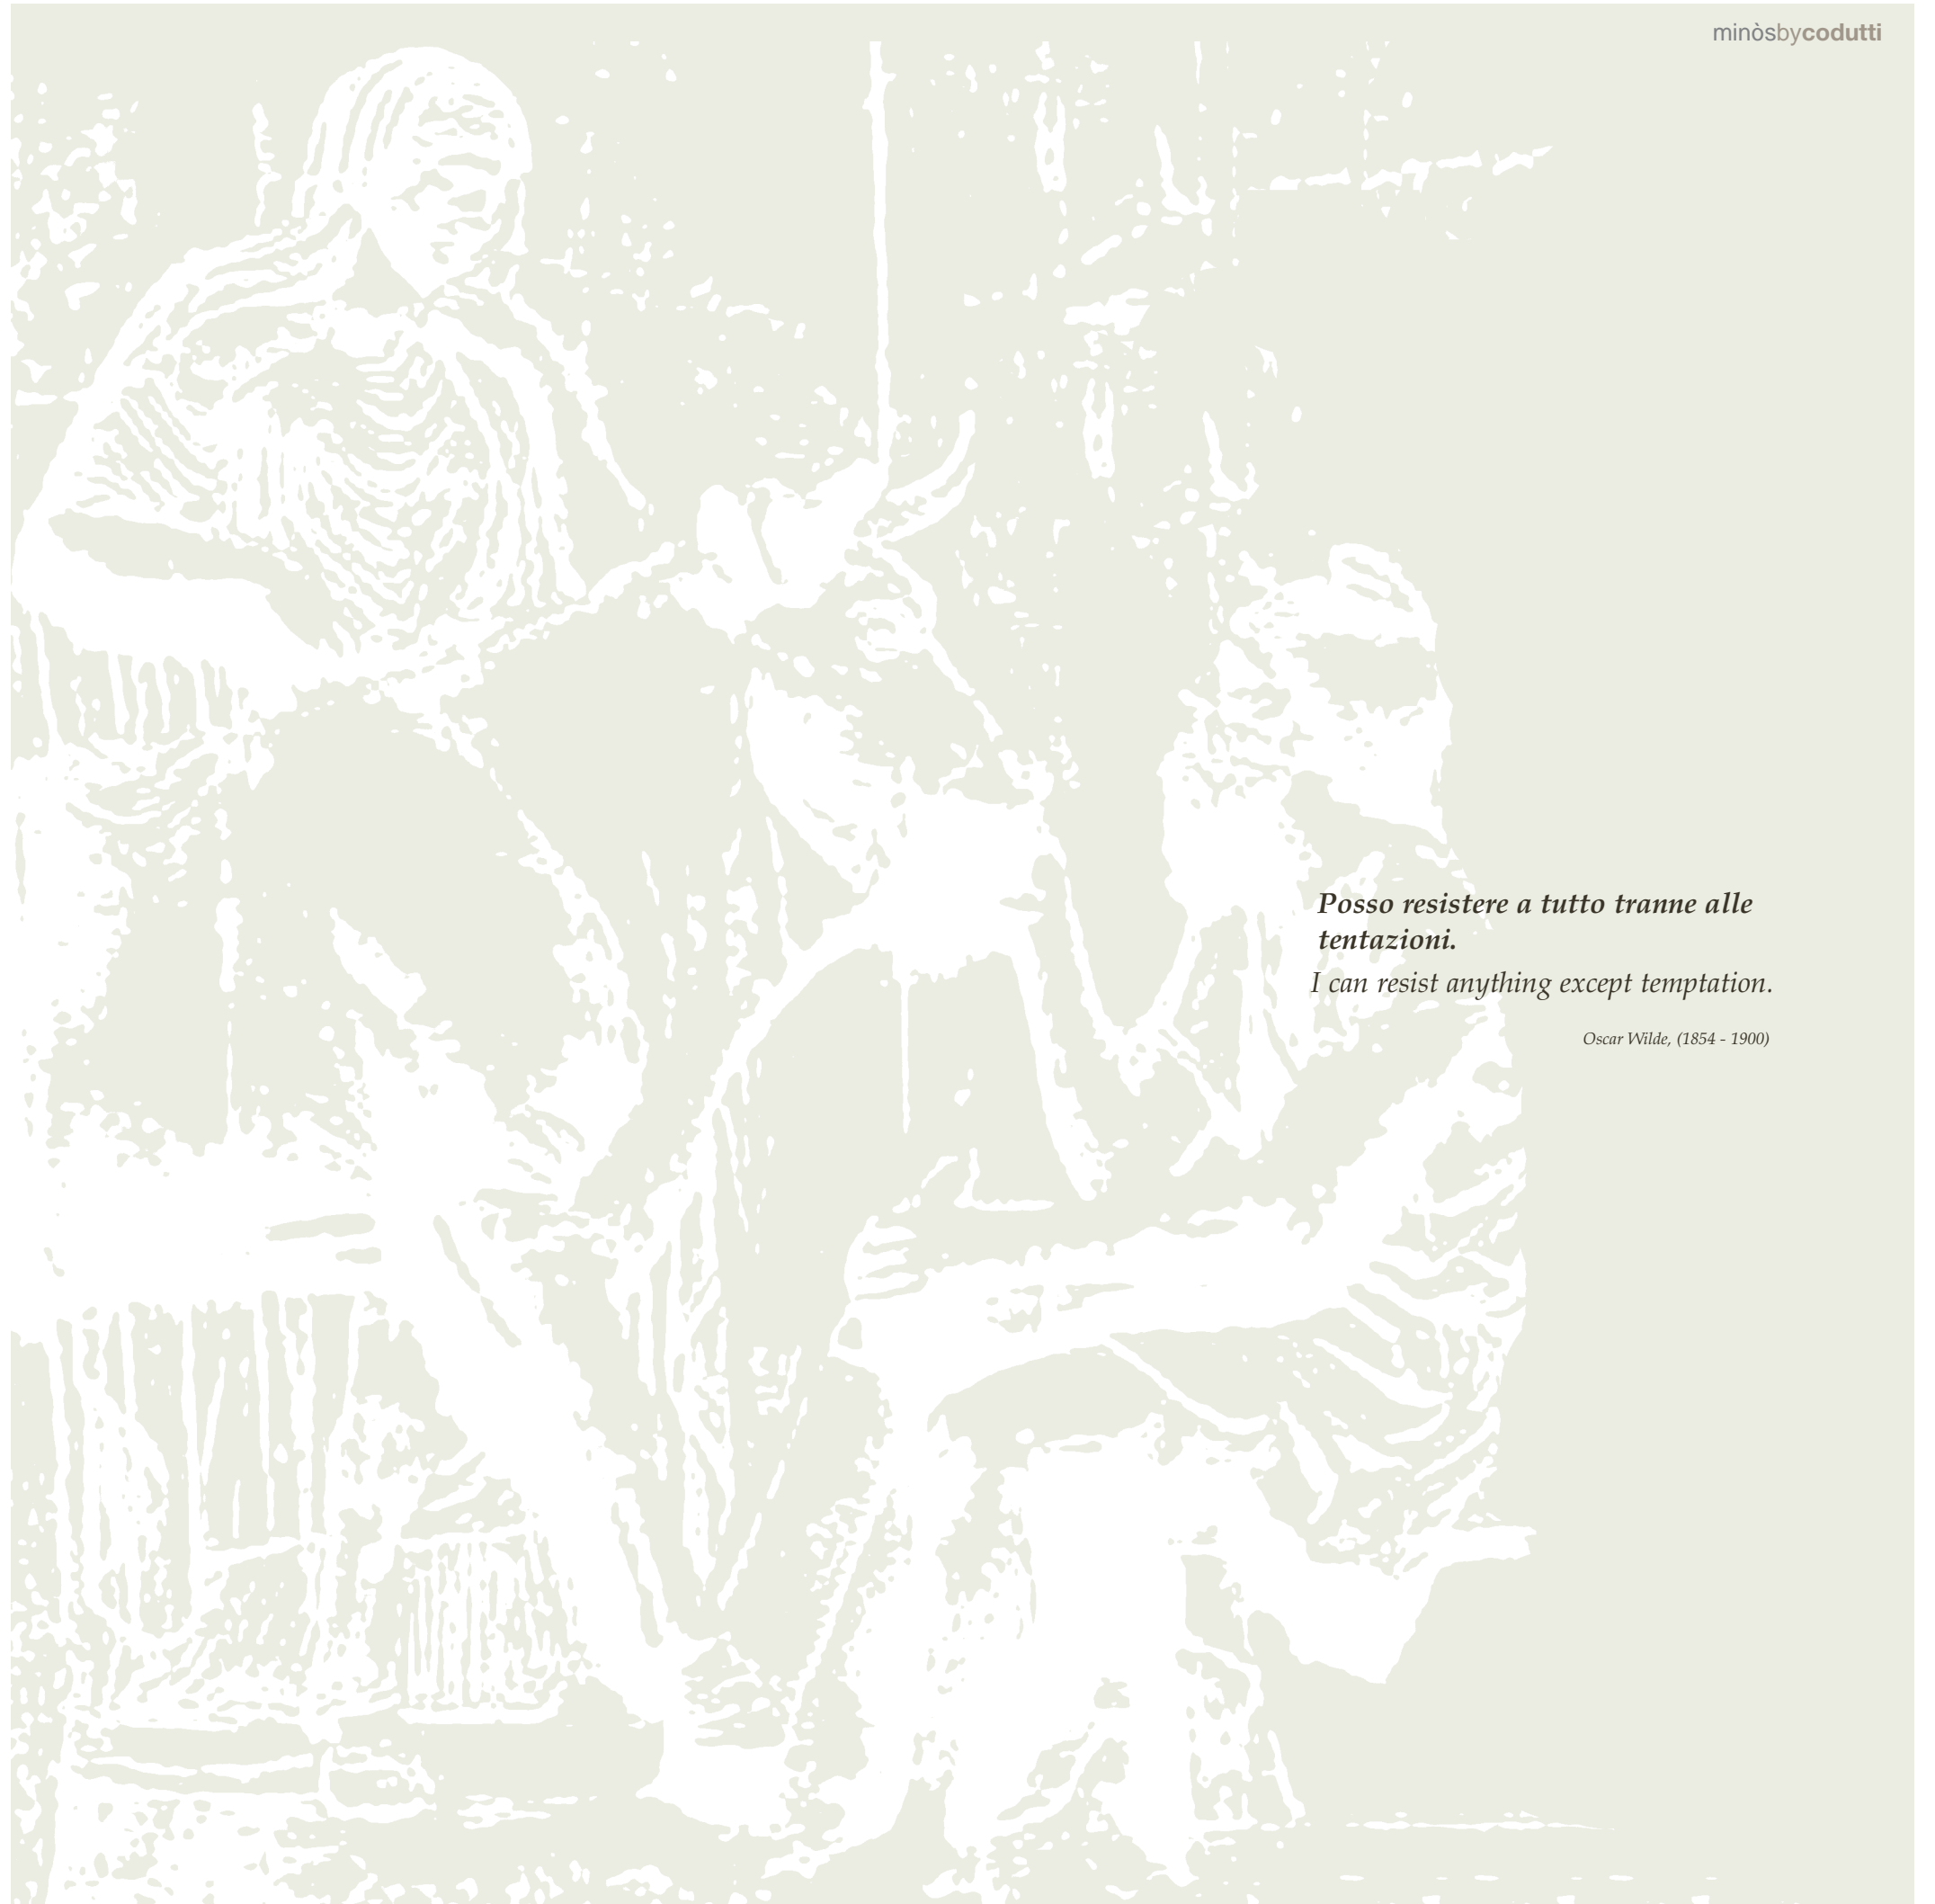 minòsbycodutti
Posso resistere a tutto tranne alle
tentazioni.
I can resist anything except temptation.
Oscar Wilde, (1854 - 1900)